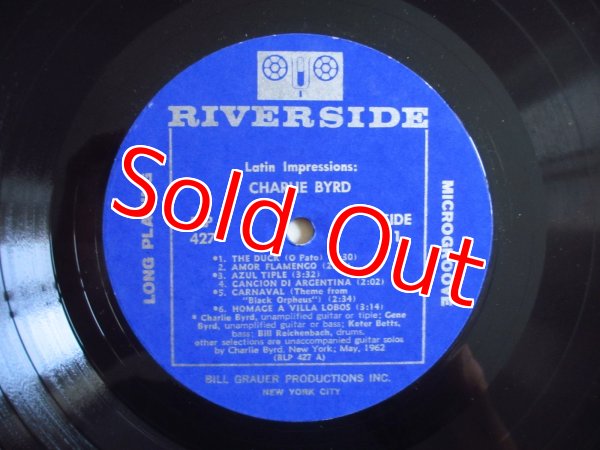 RIVERSIDE
Latin Impressions:
CHARLIE BYRD
427
SIDE
1
LONG
MICROGROOVE
Sold Out
*1. THE DUCK (O Pato)
2. AMOR FLAMENCO
*3. AZUL TIPLE (3:32)
4. CANCION DI ARGENTINA (2:02)
5. CARNAVAL (Theme from
"Black Orpheus") (2:34)
*6. HOMAGE A VILLA LOBOS (3:14)
* Charlie Byrd, unamplified guitar or tiple; Gene
Byrd, unamplified guitar or bass; Keter Betts,
bass; Bill Reichenbach, drums.
other selections are unaccompanied guitar solos
by Charlie Byrd. New York; May, 1962
(RLP 427 A)
BILL GRAUER PRODUCTIONS INC.
NEW YORK CITY